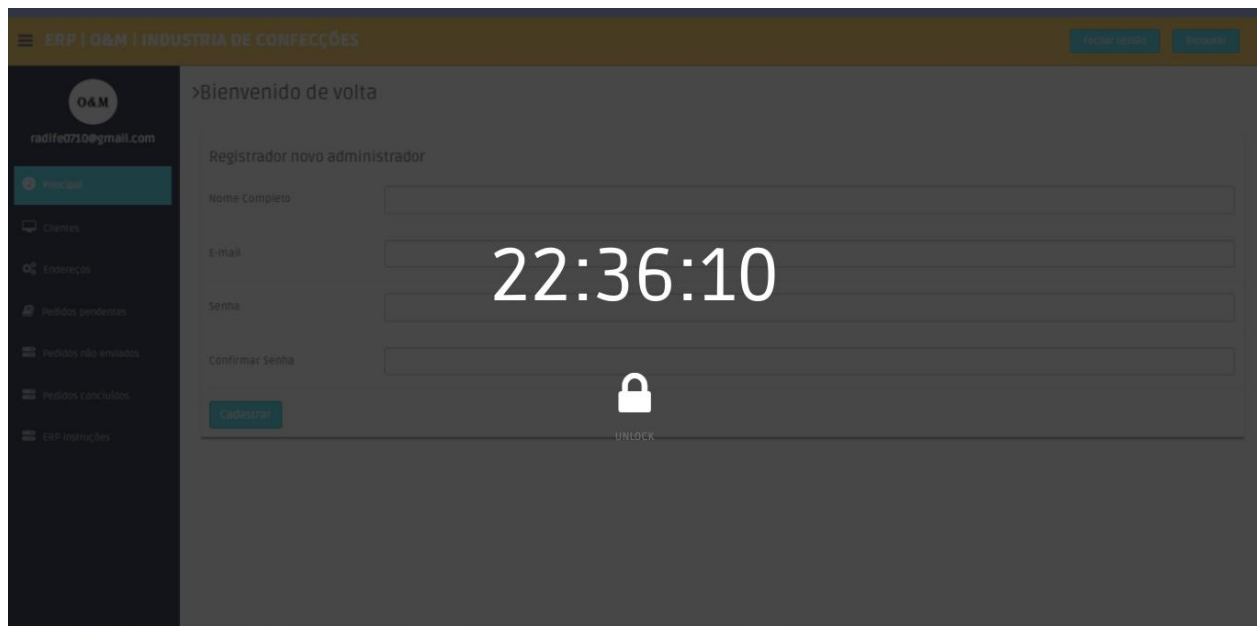 ERP | O&M | INDUSTRIA DE CONFECÇÕES
Fechar sessão
Bloquear
O&M
radife0710@gmail.com
Principal
Clientes
Endereços
Pedidos pendentes
Pedidos não enviados
Pedidos concluídos
ERP Instruções
>Bienvenido de volta
Registrador novo administrador
Nome Completo
E-mail
Senha
Confirmar Senha
Cadastrar
22:36:10
UNLOCK